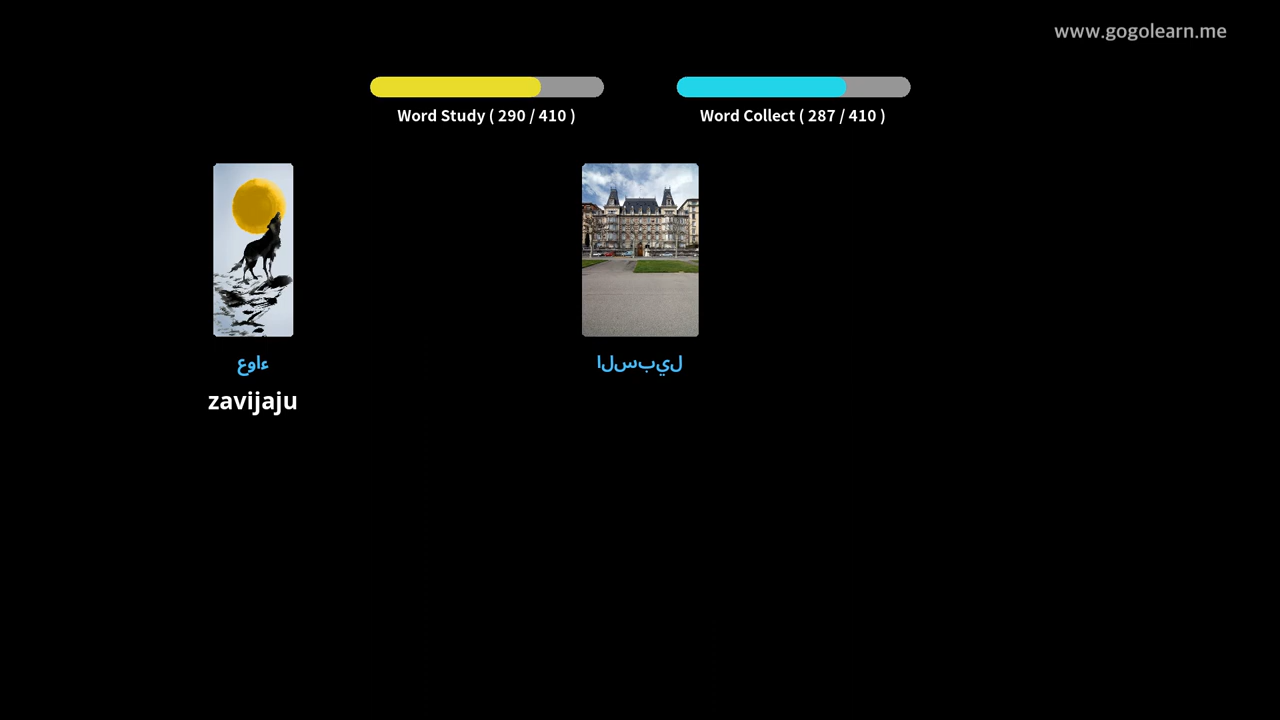 www.gogolearn.me
Word Study ( 290 / 410 )
Word Collect ( 287 / 410 )
عواء
السبيل
zavijaju